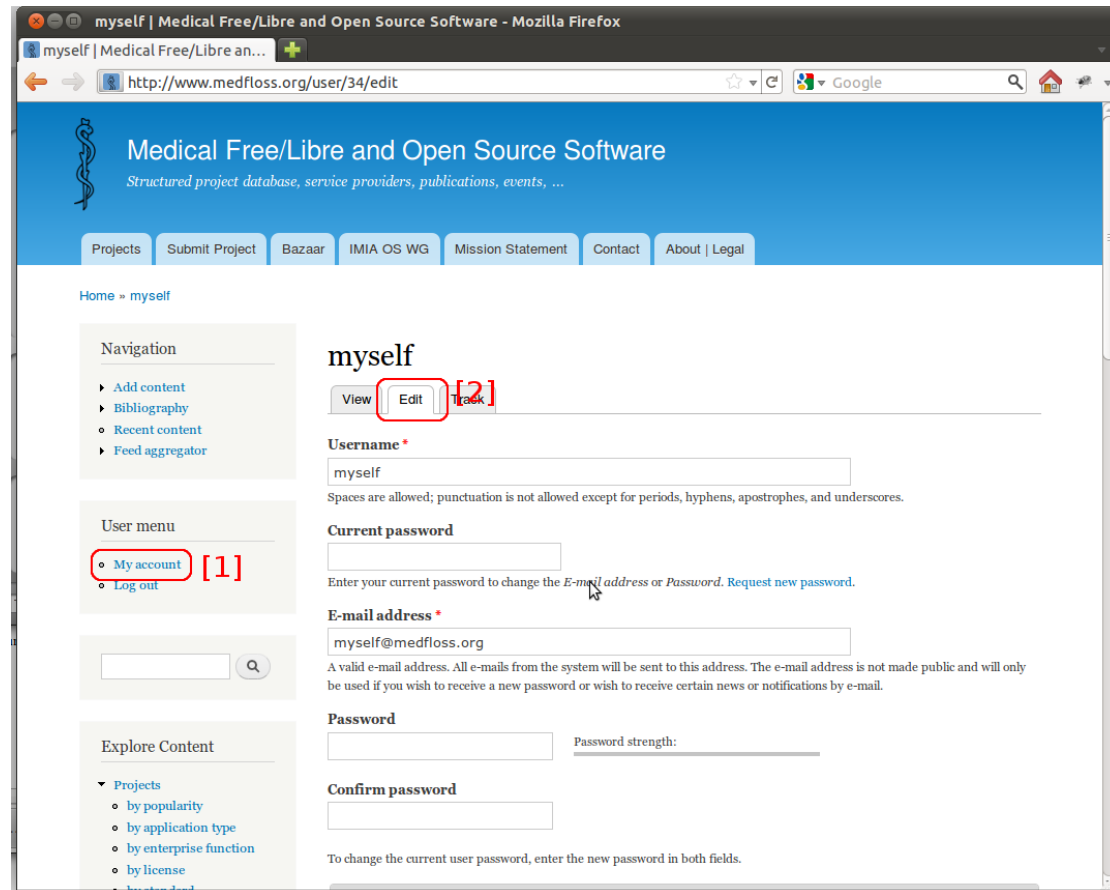 myself | Medical Free/Libre and Open Source Software - Mozilla Firefox
myself | Medical Free/Libre an...
http://www.medfloss.org/user/34/edit
Google
Medical Free/Libre and Open Source Software
Structured project database, service providers, publications, events, ...
Projects Submit Project Bazaar IMIA OS WG Mission Statement Contact About | Legal
Home » myself
Navigation
Add content
Bibliography
Recent content
Feed aggregator
User menu
My account [1]
Log out
Explore Content
Projects
by popularity
by application type
by enterprise function
by license
by standard
myself
View Edit [2] Track
Username *
myself
Spaces are allowed; punctuation is not allowed except for periods, hyphens, apostrophes, and underscores.
Current password
Enter your current password to change the E-mail address or Password. Request new password.
E-mail address *
myself@medfloss.org
A valid e-mail address. All e-mails from the system will be sent to this address. The e-mail address is not made public and will only
be used if you wish to receive a new password or wish to receive certain news or notifications by e-mail.
Password
Password strength:
Confirm password
To change the current user password, enter the new password in both fields.